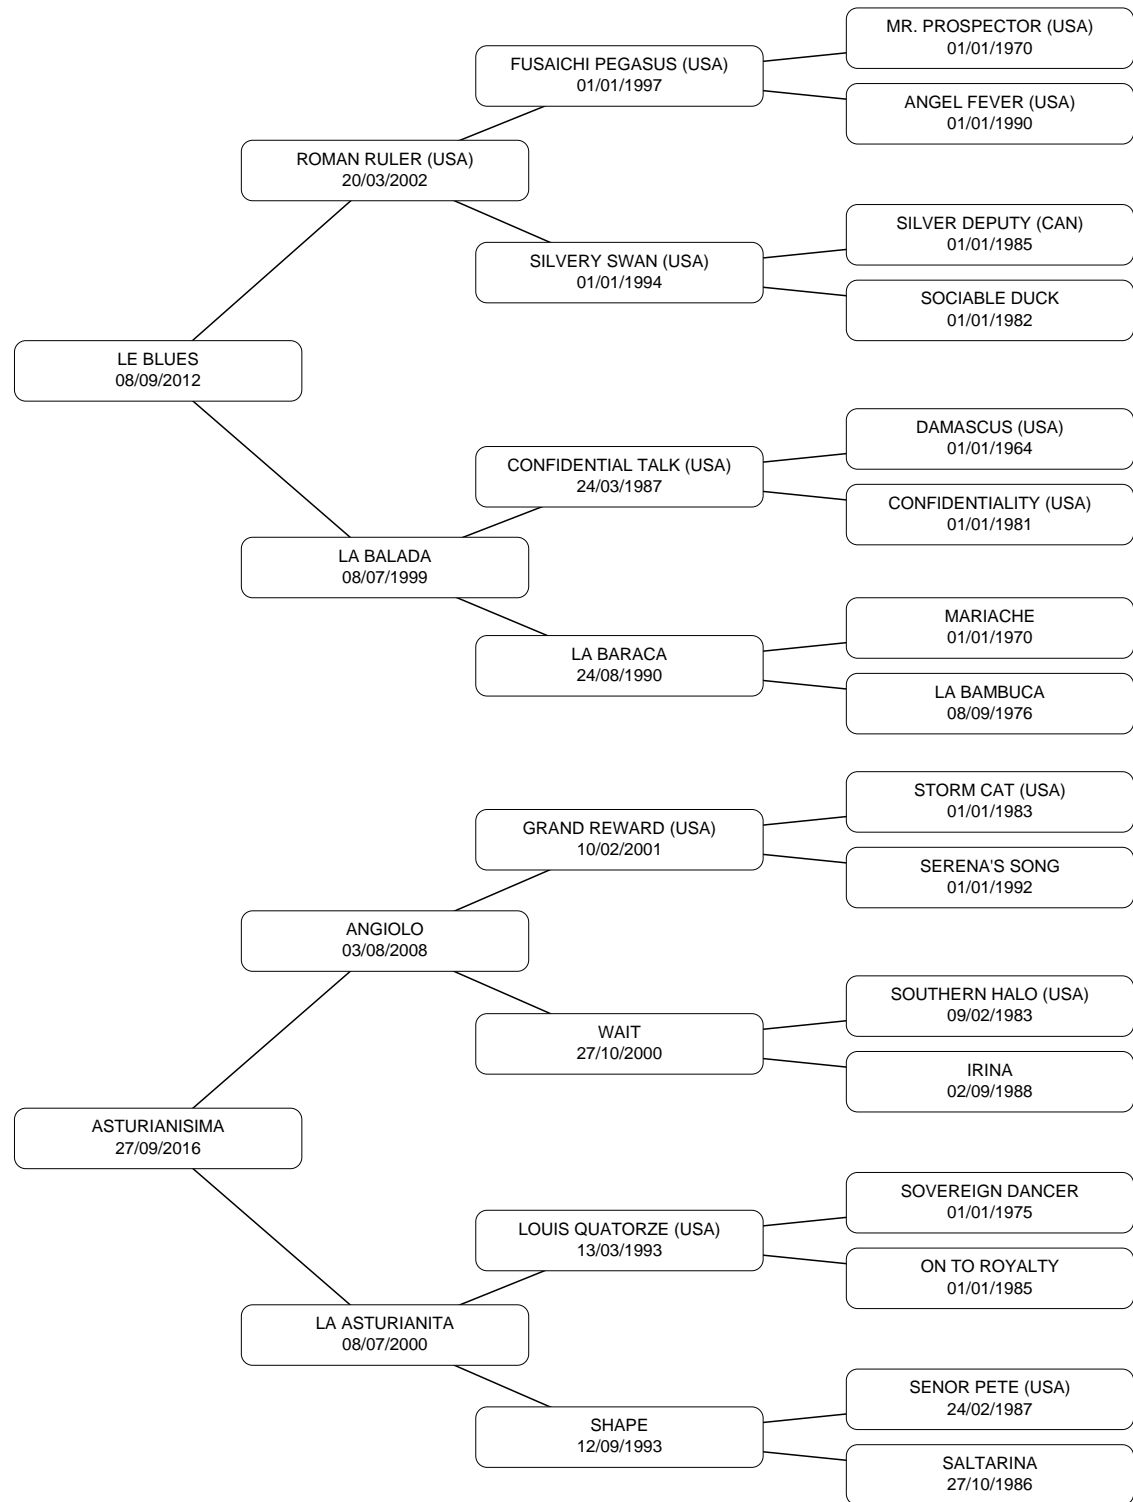 MR. PROSPECTOR (USA)
01/01/1970
FUSAICHI PEGASUS (USA)
01/01/1997
ANGEL FEVER (USA)
01/01/1990
ROMAN RULER (USA)
20/03/2002
SILVER DEPUTY (CAN)
01/01/1985
SILVERY SWAN (USA)
01/01/1994
SOCIABLE DUCK
01/01/1982
LE BLUES
08/09/2012
DAMASCUS (USA)
01/01/1964
CONFIDENTIAL TALK (USA)
24/03/1987
CONFIDENTIALITY (USA)
01/01/1981
LA BALADA
08/07/1999
MARIACHE
01/01/1970
LA BARACA
24/08/1990
LA BAMBUCA
08/09/1976
STORM CAT (USA)
01/01/1983
GRAND REWARD (USA)
10/02/2001
SERENA'S SONG
01/01/1992
ANGIOLO
03/08/2008
SOUTHERN HALO (USA)
09/02/1983
WAIT
27/10/2000
IRINA
02/09/1988
ASTURIANISIMA
27/09/2016
SOVEREIGN DANCER
01/01/1975
LOUIS QUATORZE (USA)
13/03/1993
ON TO ROYALTY
01/01/1985
LA ASTURIANITA
08/07/2000
SENOR PETE (USA)
24/02/1987
SHAPE
12/09/1993
SALTARINA
27/10/1986